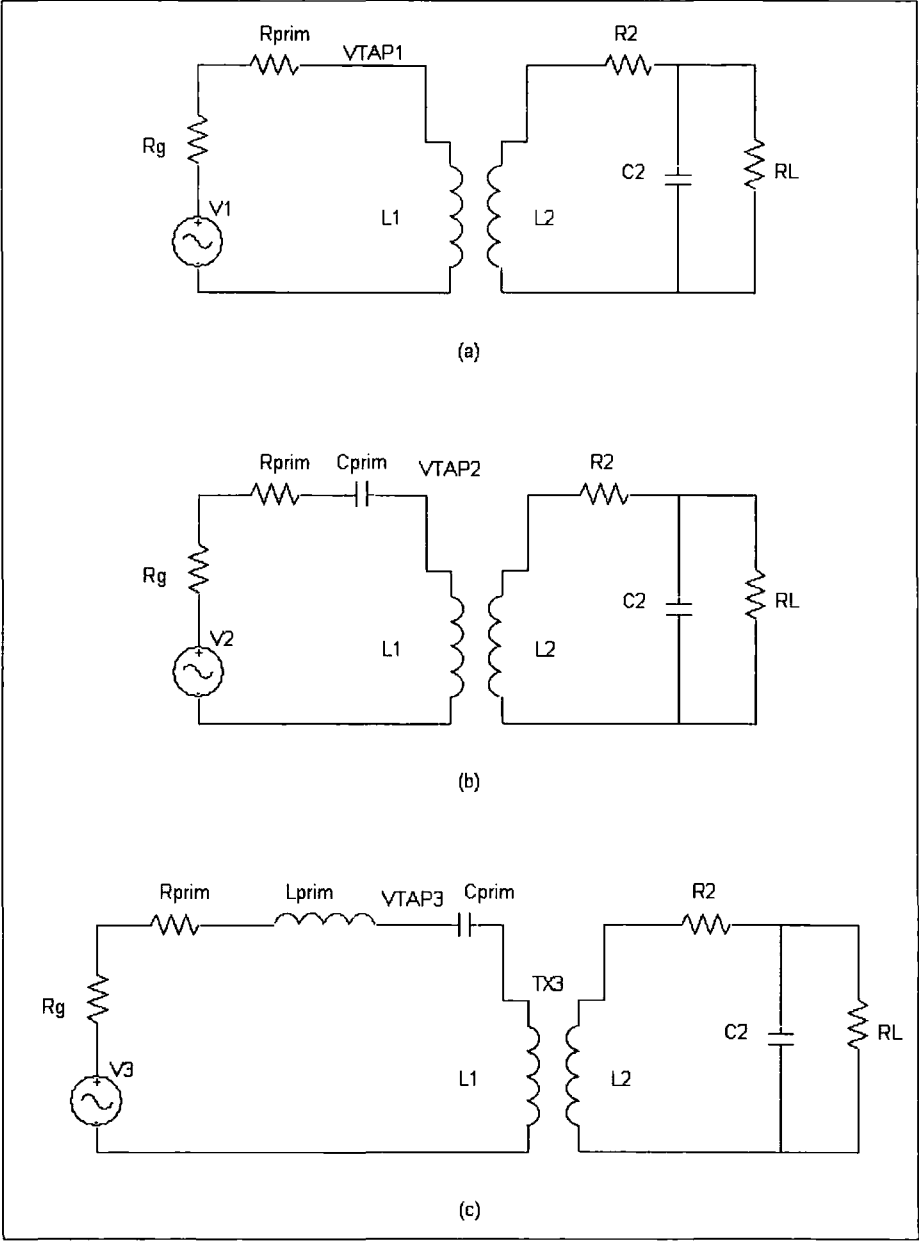 Rprim
VTAP1
R2
Rg
V1
L1
L2
C2
RL
(a)
Rprim
Cprim
VTAP2
R2
Rg
V2
L1
L2
C2
RL
(b)
Rprim
Lprim
VTAP3
Cprim
R2
Rg
TX3
V3
L1
L2
C2
RL
(c)